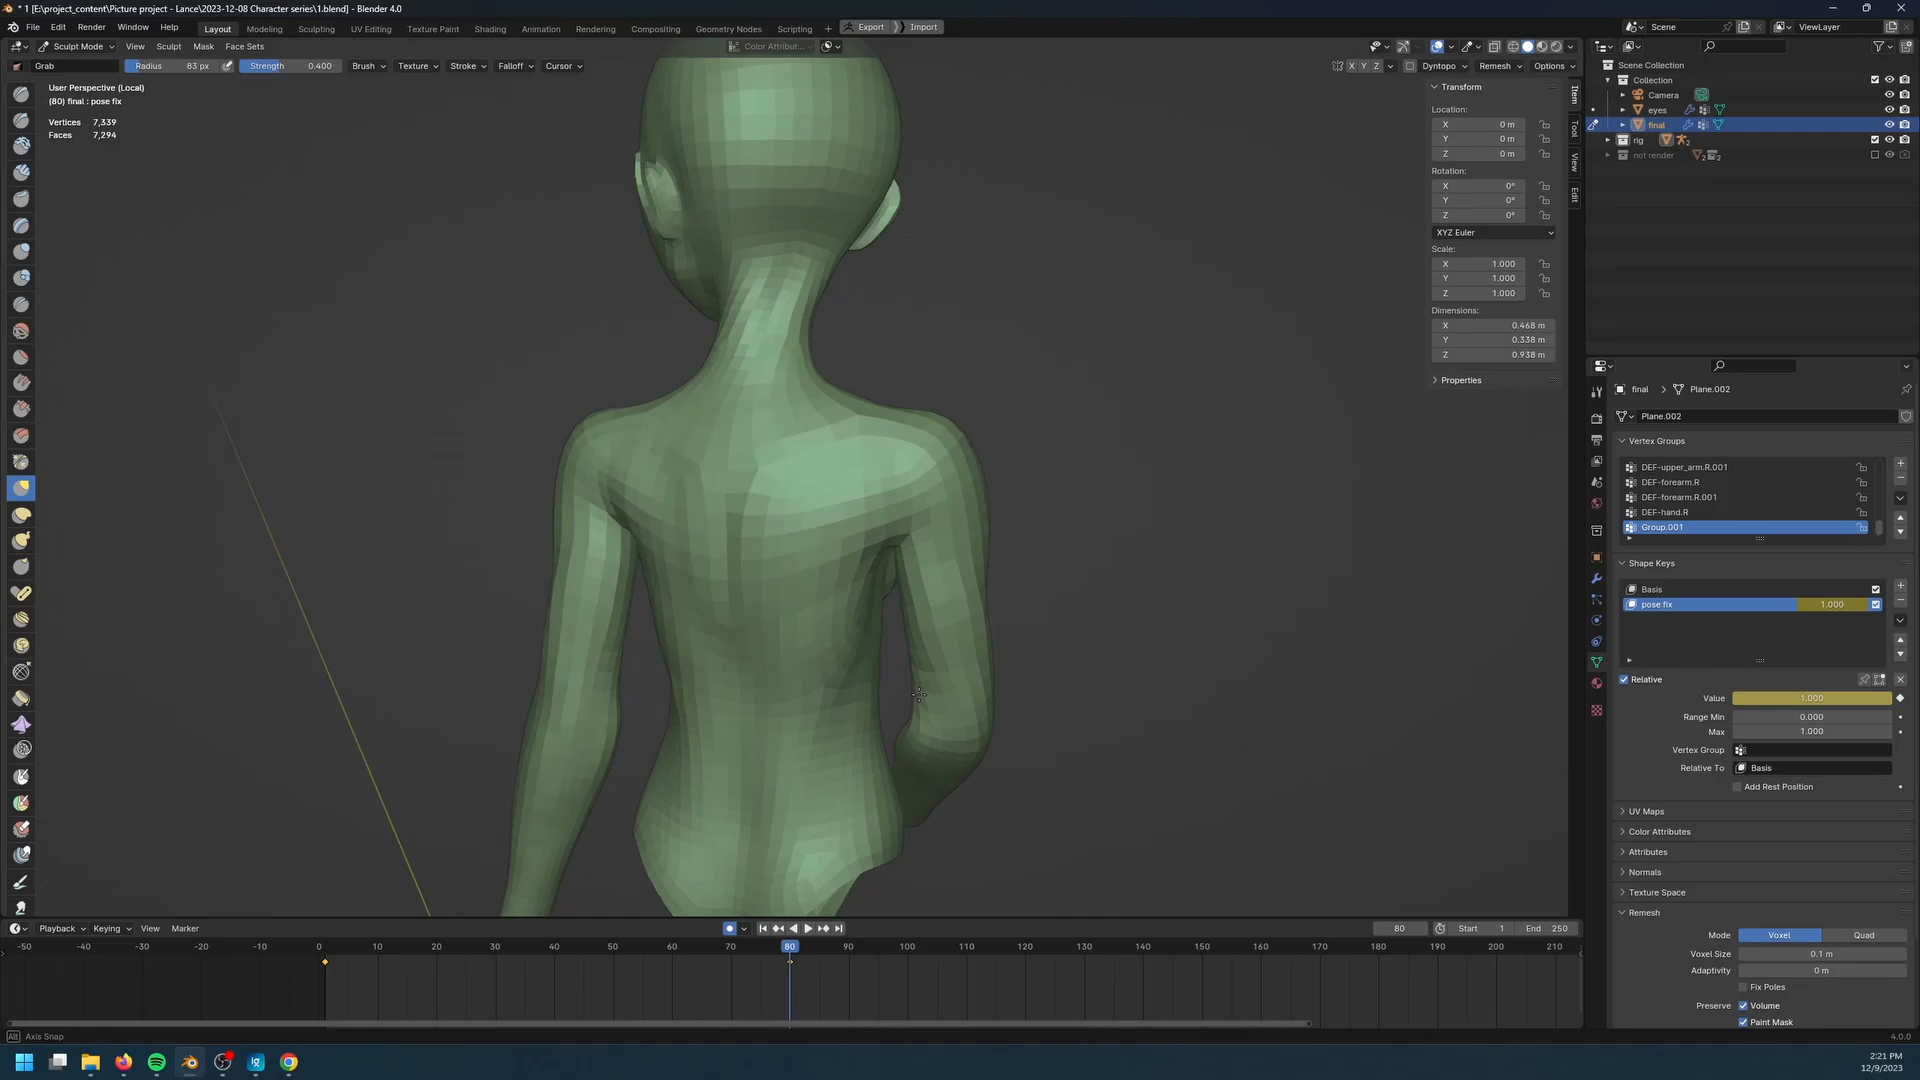 * 1 [E:\project_content\Picture project - Lance\2023-12-08 Character series\1.blend] - Blender 4.0
File Edit Render Window Help Layout Modeling Sculpting UV Editing Texture Paint Shading Animation Rendering Compositing Geometry Nodes Scripting Export Import Scene ViewLayer
Sculpt Mode View Sculpt Mask Face Sets Color Attribut...
Grab Radius 83 px Strength 0.400 Brush Texture Stroke Falloff Cursor X Y Z Dyntopo Remesh Options
User Perspective (Local)
(80) final : pose fix
Vertices 7,339
Faces 7,294
Transform
Location:
X 0 m
Y 0 m
Z 0 m
Rotation:
X 0°
Y 0°
Z 0°
XYZ Euler
Scale:
X 1.000
Y 1.000
Z 1.000
Dimensions:
X 0.468 m
Y 0.338 m
Z 0.938 m
Properties
Item
Tool
View
Edit
Scene Collection
Collection
Camera
eyes
final
rig 2
not render 2 2
final Plane.002
Plane.002
Vertex Groups
DEF-upper_arm.R.001
DEF-forearm.R
DEF-forearm.R.001
DEF-hand.R
Group.001
Shape Keys
Basis
pose fix 1.000
Relative
Value 1.000
Range Min 0.000
Max 1.000
Vertex Group
Relative To Basis
Add Rest Position
UV Maps
Color Attributes
Attributes
Normals
Texture Space
Remesh
Mode Voxel Quad
Voxel Size 0.1 m
Adaptivity 0 m
Fix Poles
Preserve Volume
Paint Mask
Playback Keying View Marker 80 Start 1 End 250
-50 -40 -30 -20 -10 0 10 20 30 40 50 60 70 80 90 100 110 120 130 140 150 160 170 180 190 200 210
Alt Axis Snap 4.0.0
2:21 PM
12/9/2023